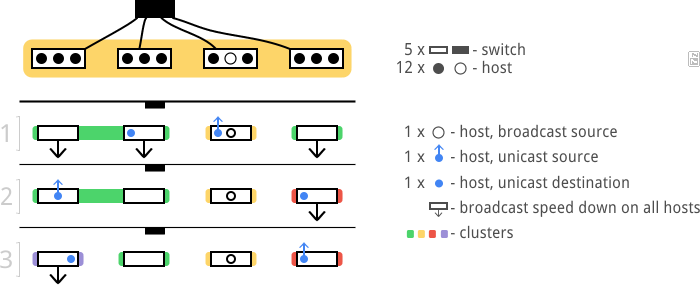 5 x - switch
12 x - host
1
1 x - host, broadcast source
1 x - host, unicast source
2
1 x - host, unicast destination
- broadcast speed down on all hosts
- clusters
3